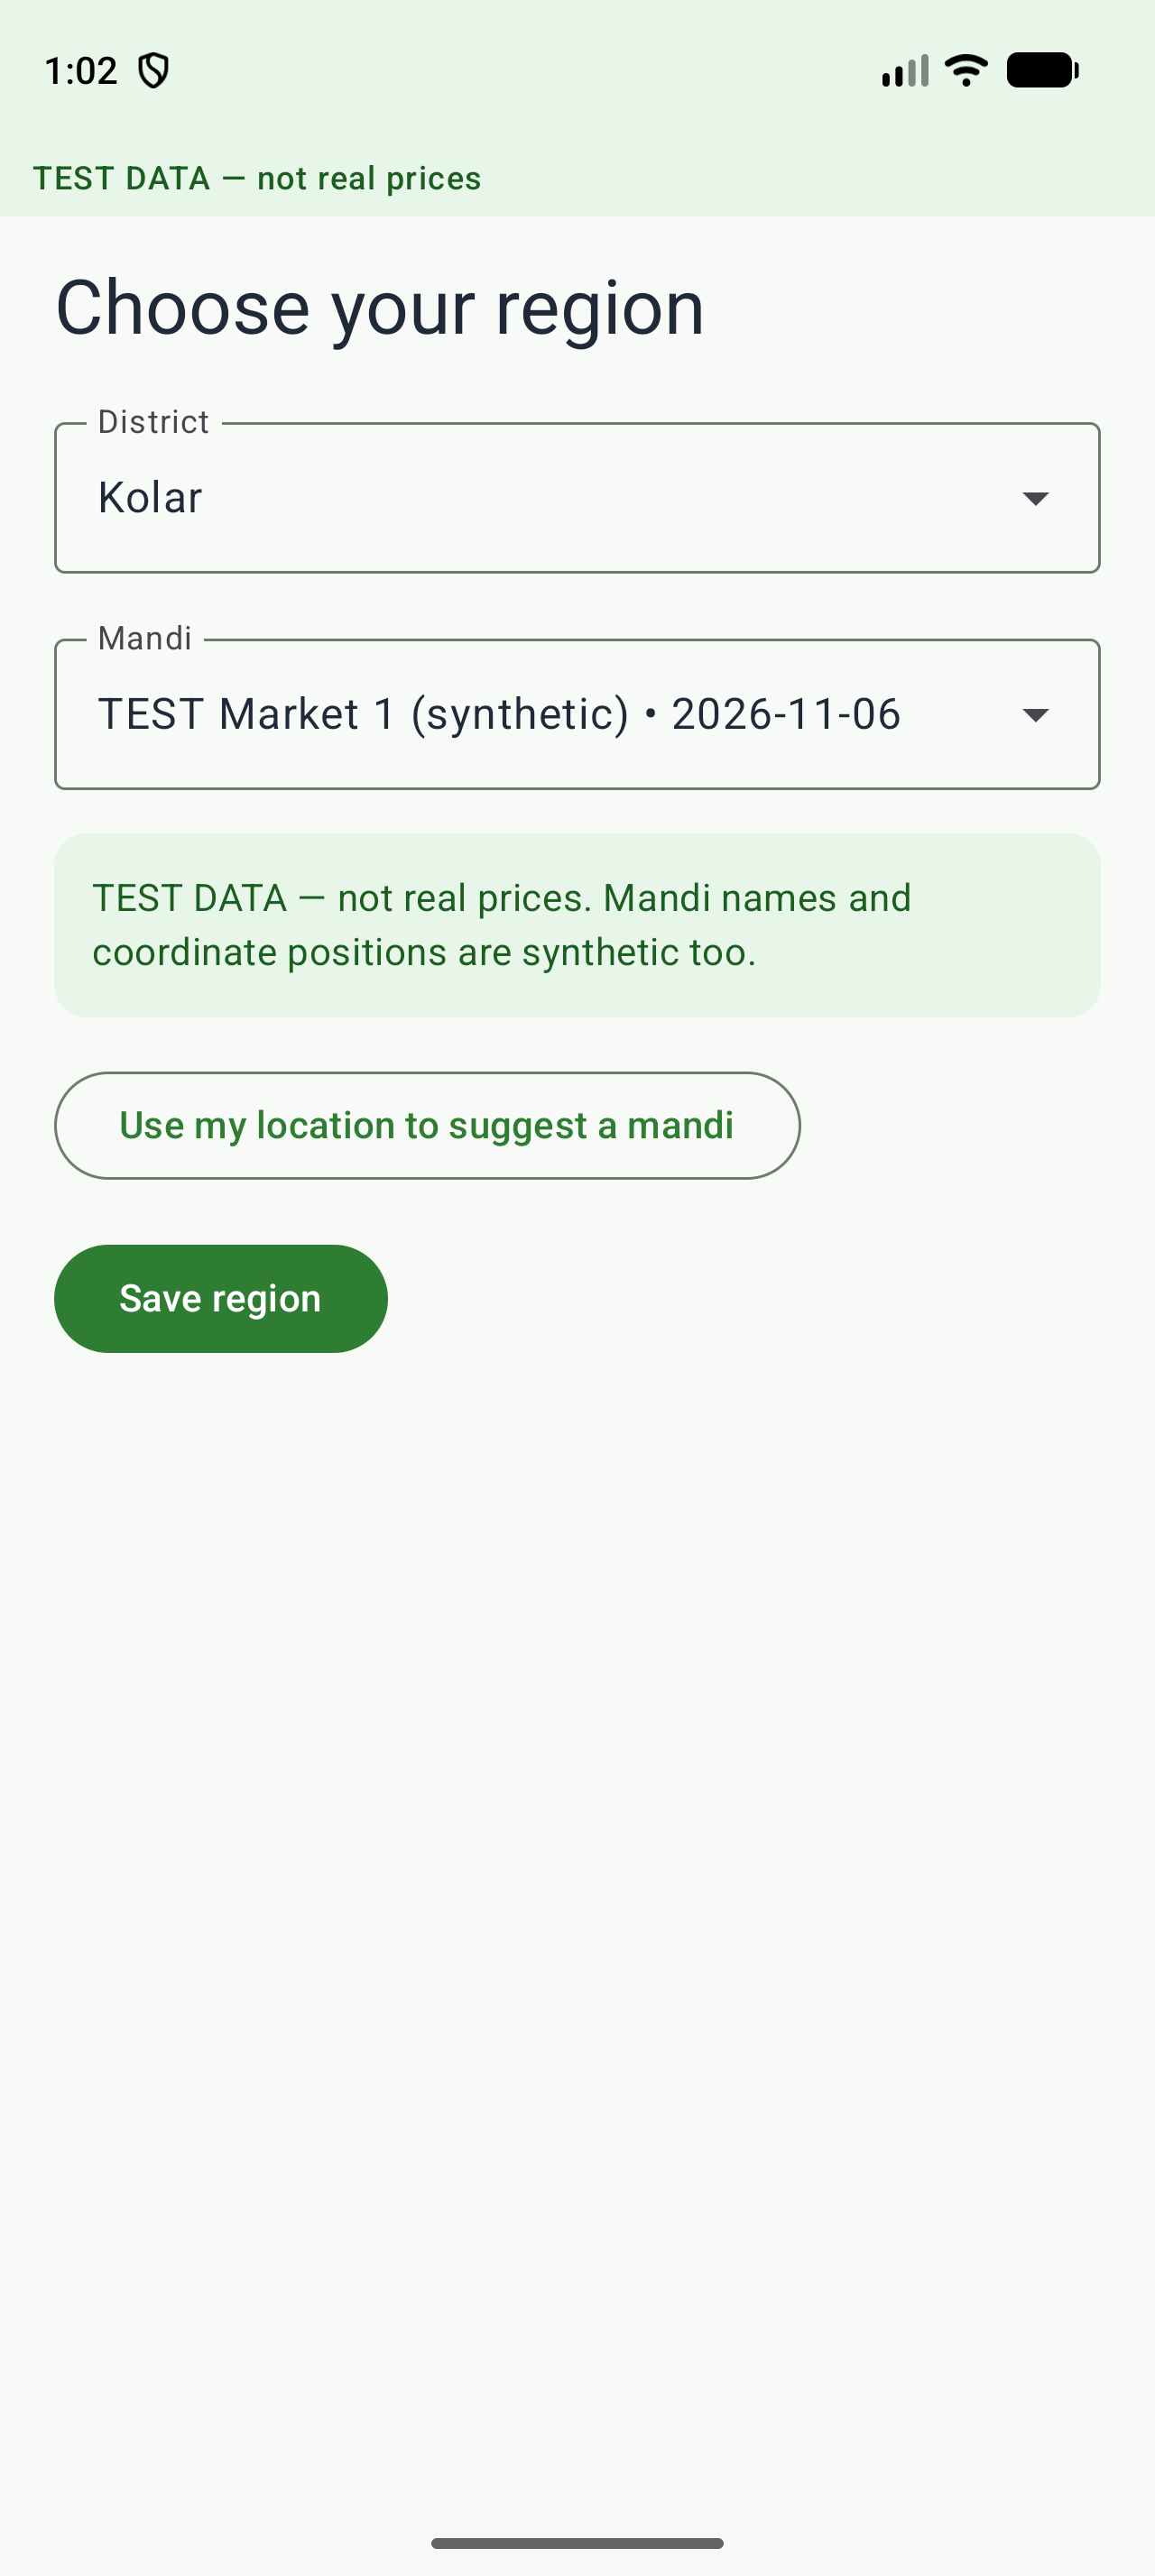 1:02
TEST DATA — not real prices
Choose your region
District
Kolar
Mandi
TEST Market 1 (synthetic) • 2026-11-06
TEST DATA — not real prices. Mandi names and
coordinate positions are synthetic too.
Use my location to suggest a mandi
Save region